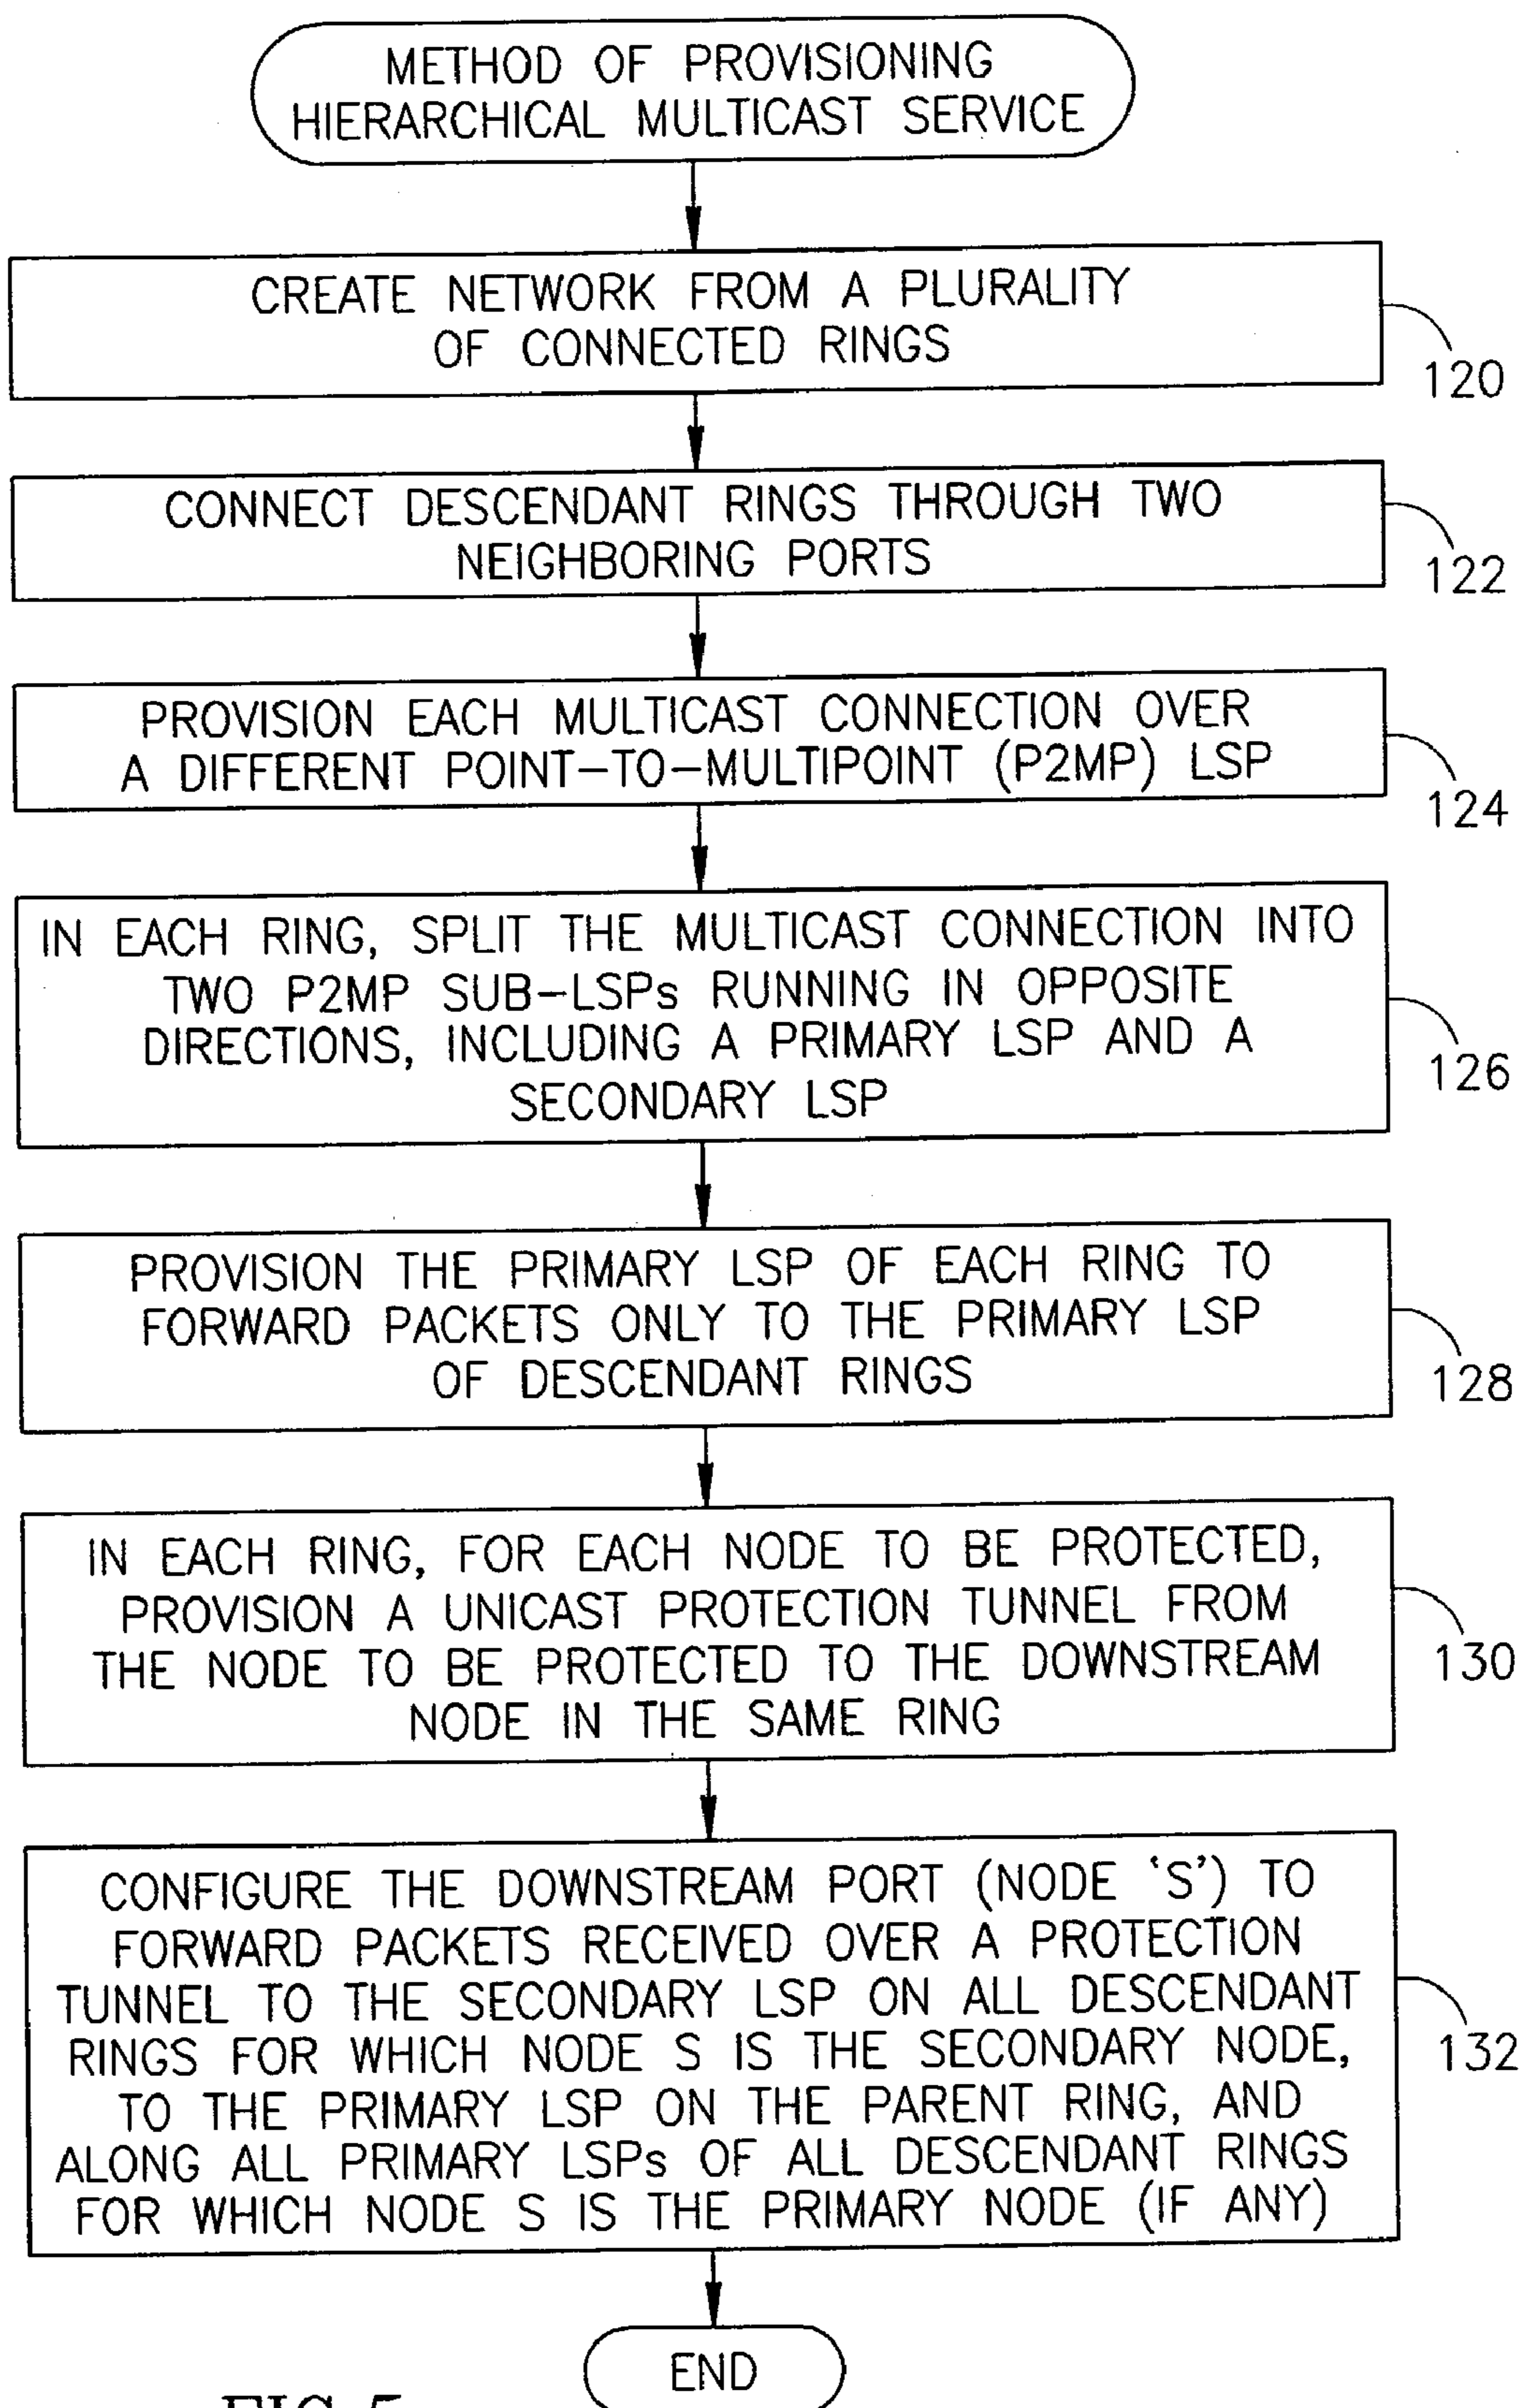 METHOD OF PROVISIONING
HIERARCHICAL MULTICAST SERVICE
CREATE NETWORK FROM A PLURALITY
OF CONNECTED RINGS
120
CONNECT DESCENDANT RINGS THROUGH TWO
NEIGHBORING PORTS
122
PROVISION EACH MULTICAST CONNECTION OVER
A DIFFERENT POINT-TO-MULTIPOINT (P2MP) LSP
124
IN EACH RING, SPLIT THE MULTICAST CONNECTION INTO
TWO P2MP SUB-LSPs RUNNING IN OPPOSITE
DIRECTIONS, INCLUDING A PRIMARY LSP AND A
SECONDARY LSP
126
PROVISION THE PRIMARY LSP OF EACH RING TO
FORWARD PACKETS ONLY TO THE PRIMARY LSP
OF DESCENDANT RINGS
128
IN EACH RING, FOR EACH NODE TO BE PROTECTED,
PROVISION A UNICAST PROTECTION TUNNEL FROM
THE NODE TO BE PROTECTED TO THE DOWNSTREAM
NODE IN THE SAME RING
130
CONFIGURE THE DOWNSTREAM PORT (NODE 'S') TO
FORWARD PACKETS RECEIVED OVER A PROTECTION
TUNNEL TO THE SECONDARY LSP ON ALL DESCENDANT
RINGS FOR WHICH NODE S IS THE SECONDARY NODE,
TO THE PRIMARY LSP ON THE PARENT RING, AND
ALONG ALL PRIMARY LSPs OF ALL DESCENDANT RINGS
FOR WHICH NODE S IS THE PRIMARY NODE (IF ANY)
132
END